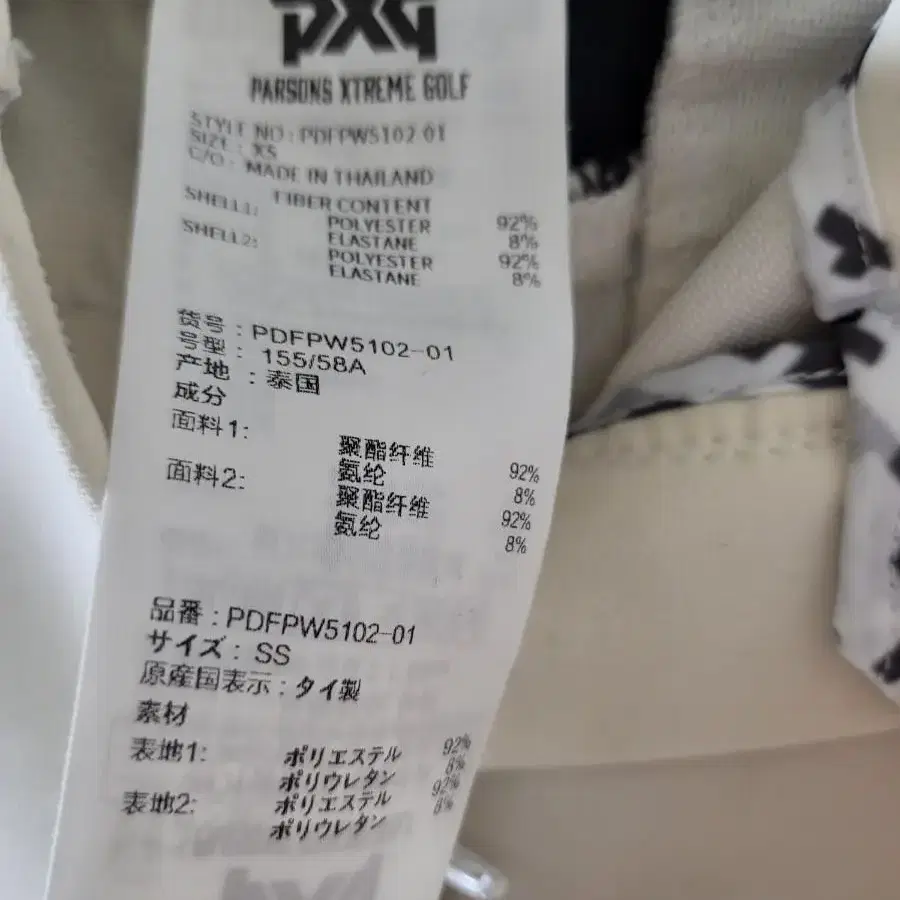 PXG
PARSONS XTREME GOLF
STYLE NO : PDFPW5102-01
SIZE : XS
C/O : MADE IN THAILAND
FIBER CONTENT
SHELL1: POLYESTER 92%
ELASTANE 8%
SHELL2: POLYESTER 92%
ELASTANE 8%
货号 : PDFPW5102-01
号型 : 155/58A
产地 : 泰国
成分
面料1: 聚酯纤维 92%
氨纶 8%
面料2: 聚酯纤维 92%
氨纶 8%
品番 : PDFPW5102-01
サイズ : SS
原産国表示 : タイ製
素材
表地1: ポリエステル 92%
ポリウレタン 8%
表地2: ポリエステル 92%
ポリウレタン 8%